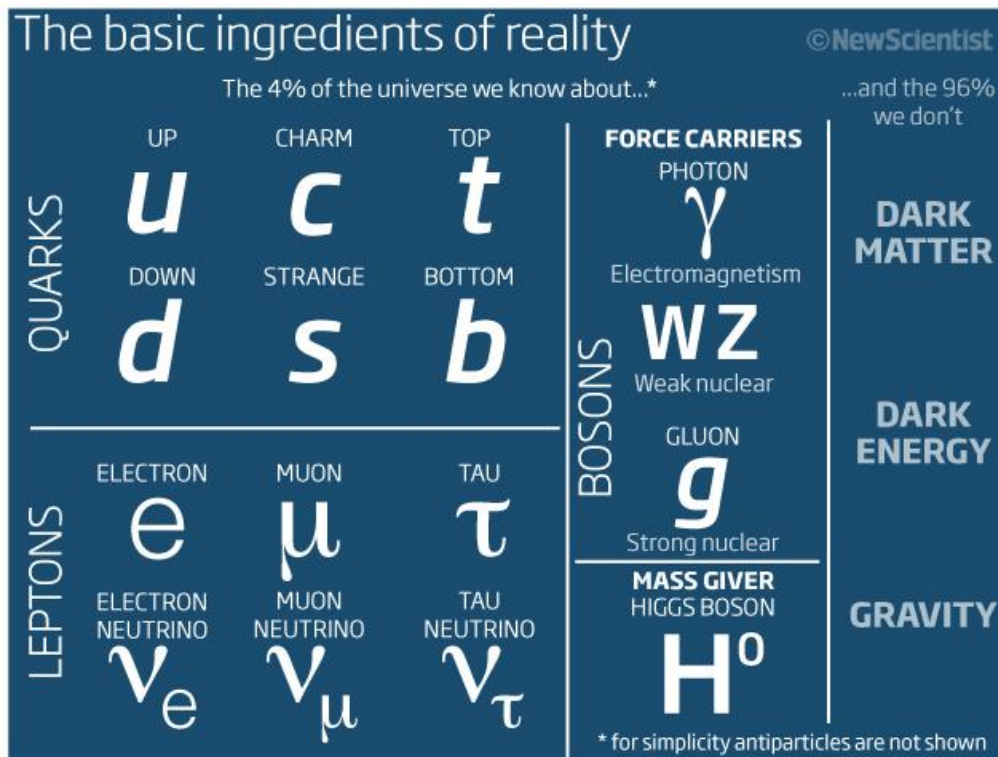 The basic ingredients of reality
©NewScientist
The 4% of the universe we know about...*
...and the 96%
we don't
QUARKS
UP CHARM TOP
u c t
DOWN STRANGE BOTTOM
d s b
LEPTONS
ELECTRON MUON TAU
e μ τ
ELECTRON MUON TAU
NEUTRINO NEUTRINO NEUTRINO
νe νμ ντ
BOSONS
FORCE CARRIERS
PHOTON
γ
Electromagnetism
W Z
Weak nuclear
GLUON
g
Strong nuclear
MASS GIVER
HIGGS BOSON
H⁰
DARK
MATTER
DARK
ENERGY
GRAVITY
* for simplicity antiparticles are not shown